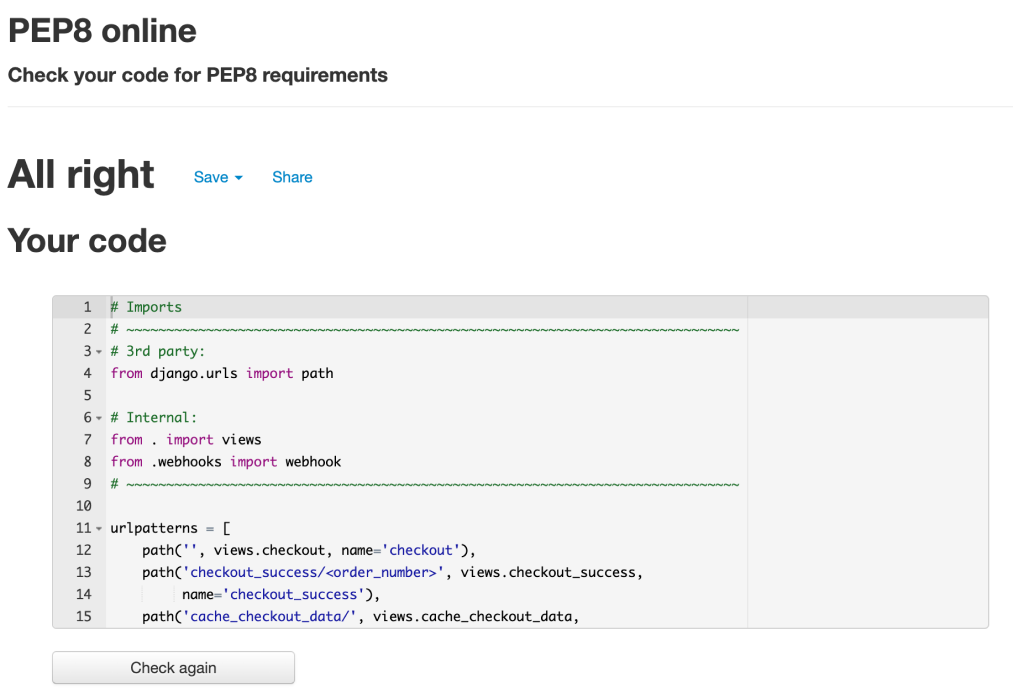 PEP8 online
Check your code for PEP8 requirements
All right Save Share
Your code
1 # Imports
2 # ~~~~~~~~~~~~~~~~~~~~~~~~~~~~~~~~~~~~~~~~~~~~~~~~~~~~~~~~~~~~~~~~~~~~~~~~~~~~~
3 # 3rd party:
4 from django.urls import path
5
6 # Internal:
7 from . import views
8 from .webhooks import webhook
9 # ~~~~~~~~~~~~~~~~~~~~~~~~~~~~~~~~~~~~~~~~~~~~~~~~~~~~~~~~~~~~~~~~~~~~~~~~~~~~~
10
11 urlpatterns = [
12     path('', views.checkout, name='checkout'),
13     path('checkout_success/<order_number>', views.checkout_success,
14          name='checkout_success'),
15     path('cache_checkout_data/', views.cache_checkout_data,
Check again